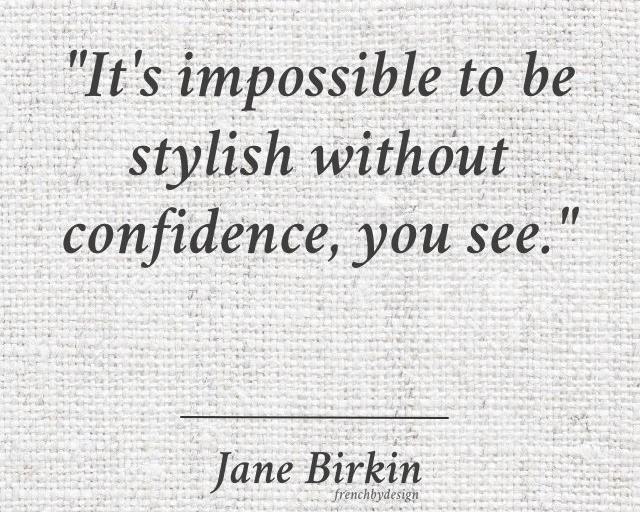 "It's impossible to be
stylish without
confidence, you see."
Jane Birkin
frenchbydesign